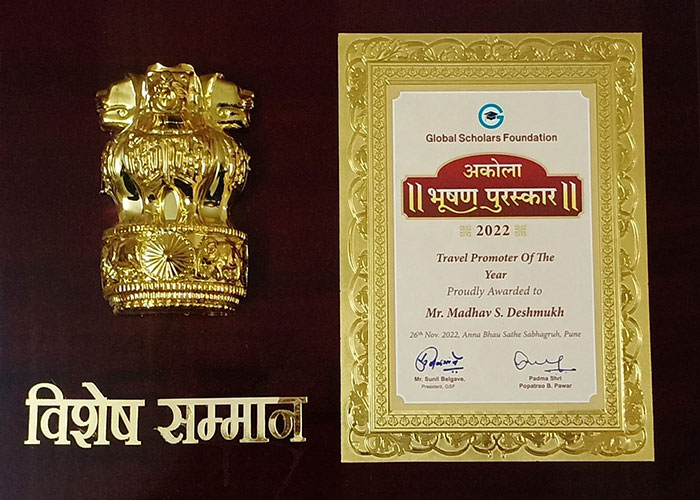 विशेष सम्मान
Global Scholars Foundation
अकोला
॥ भूषण पुरस्कार ॥
2022
Travel Promoter Of The
Year
Proudly Awarded to
Mr. Madhav S. Deshmukh
26th Nov. 2022, Anna Bhau Sathe Sabhagruh, Pune
Mr. Sunil Belgave. Padma Shri
President, GSF Popatrao B. Pawar